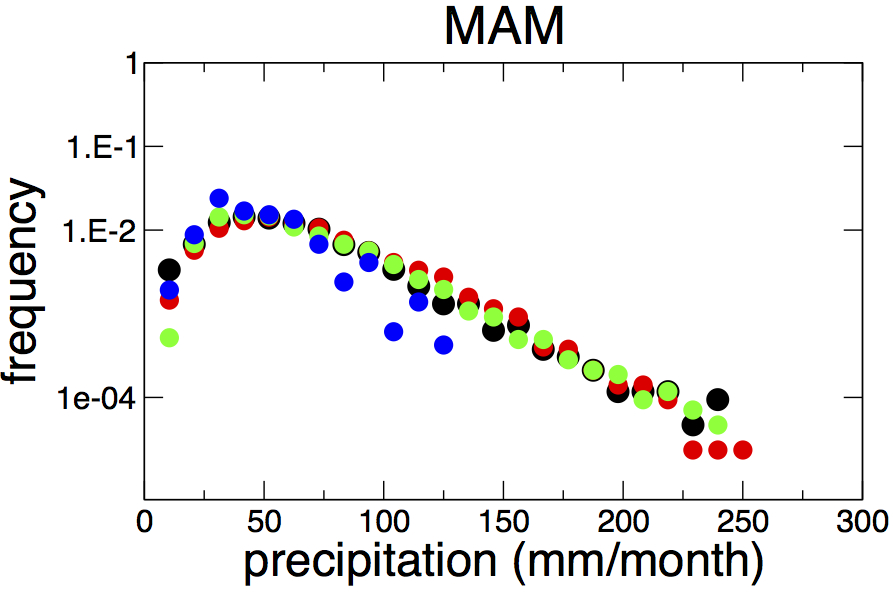 MAM
1
1.E-1
1.E-2
1e-04
frequency
0 50 100 150 200 250 300
precipitation (mm/month)